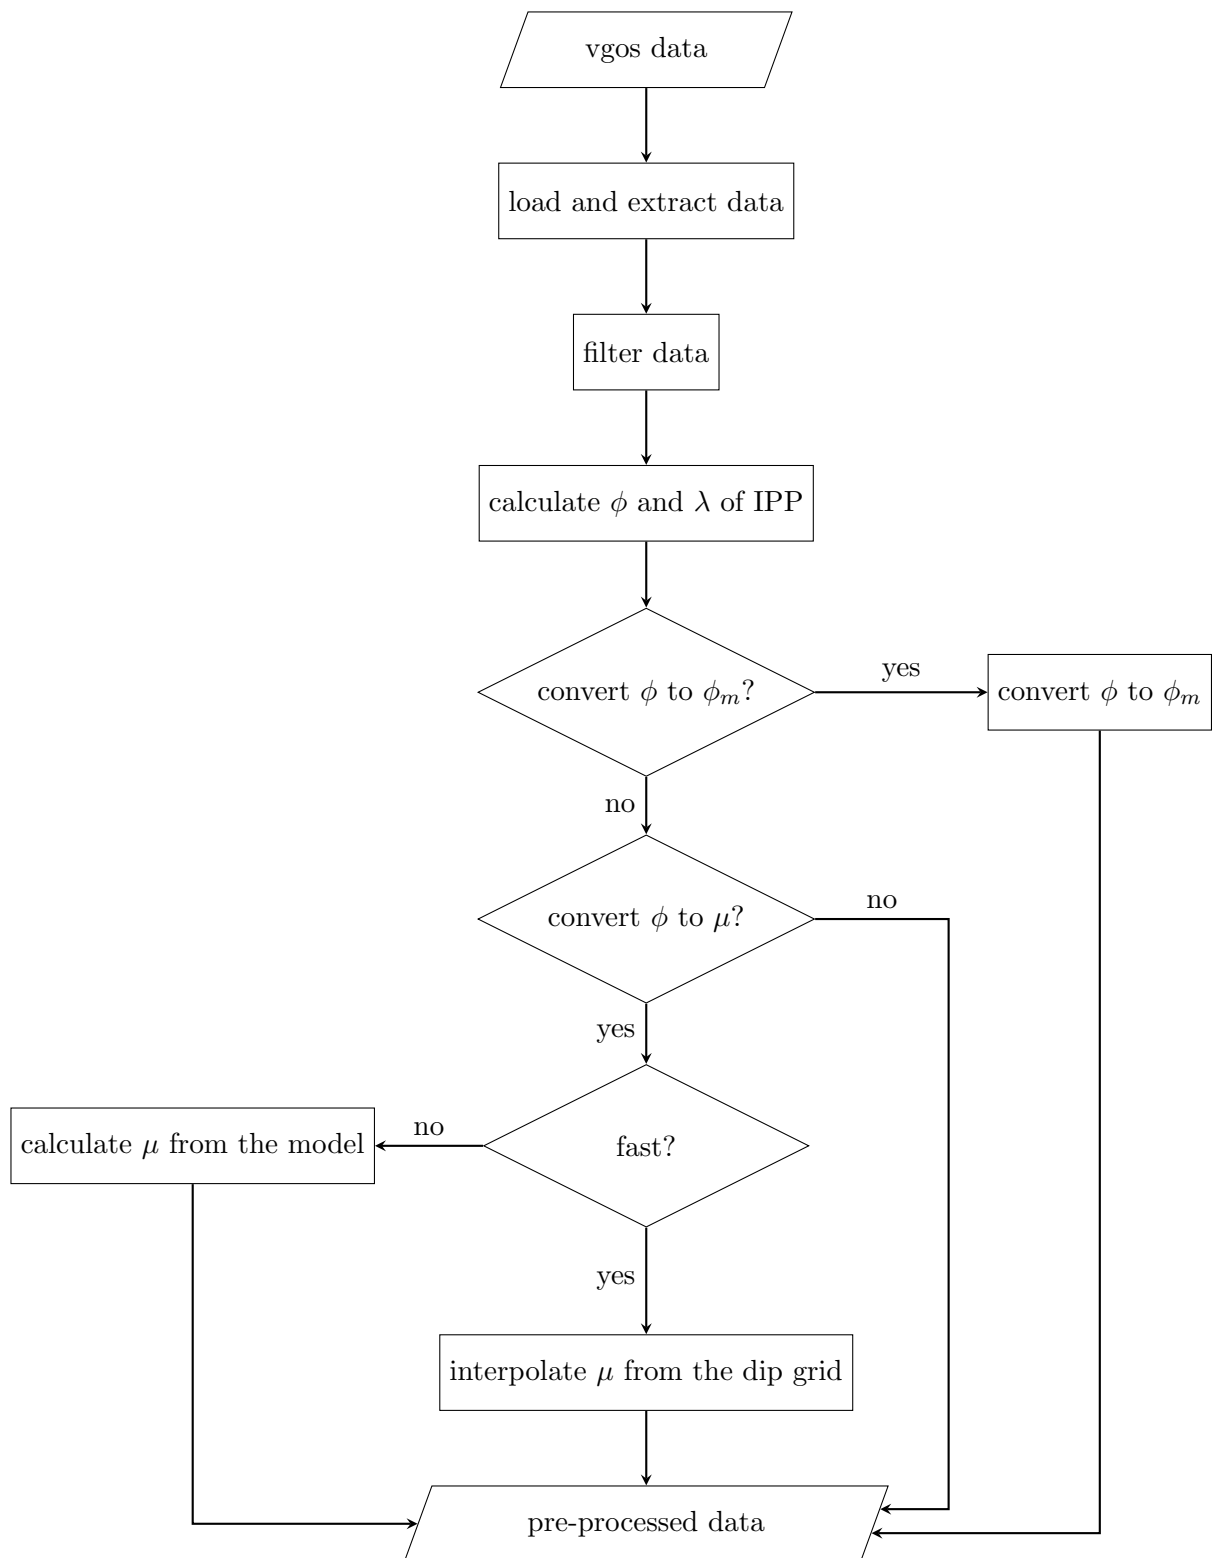 vgos data
load and extract data
filter data
calculate ϕ and λ of IPP
convert ϕ to ϕₘ?
yes
convert ϕ to ϕₘ
no
convert ϕ to μ?
no
yes
fast?
no
calculate μ from the model
yes
interpolate μ from the dip grid
pre-processed data